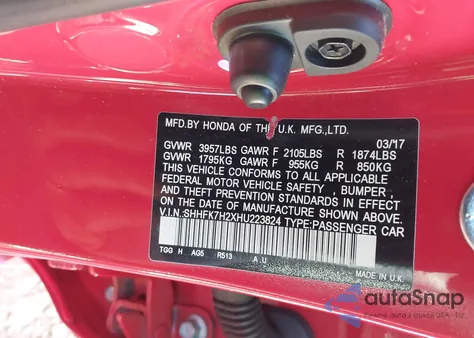 MFD.BY HONDA OF THE U.K. MFG.,LTD.
03/17
GVWR 3957LBS GAWR F 2105LBS R 1874LBS
GVWR 1795KG GAWR F 955KG R 850KG
THIS VEHICLE CONFORMS TO ALL APPLICABLE
FEDERAL MOTOR VEHICLE SAFETY , BUMPER ,
AND THEFT PREVENTION STANDARDS IN EFFECT
ON THE DATE OF MANUFACTURE SHOWN ABOVE.
V.I.N.:SHHFK7H2XHU223824 TYPE:PASSENGER CAR
TGG H AG5 R513 A.U
MADE IN U.K.
autoSnap